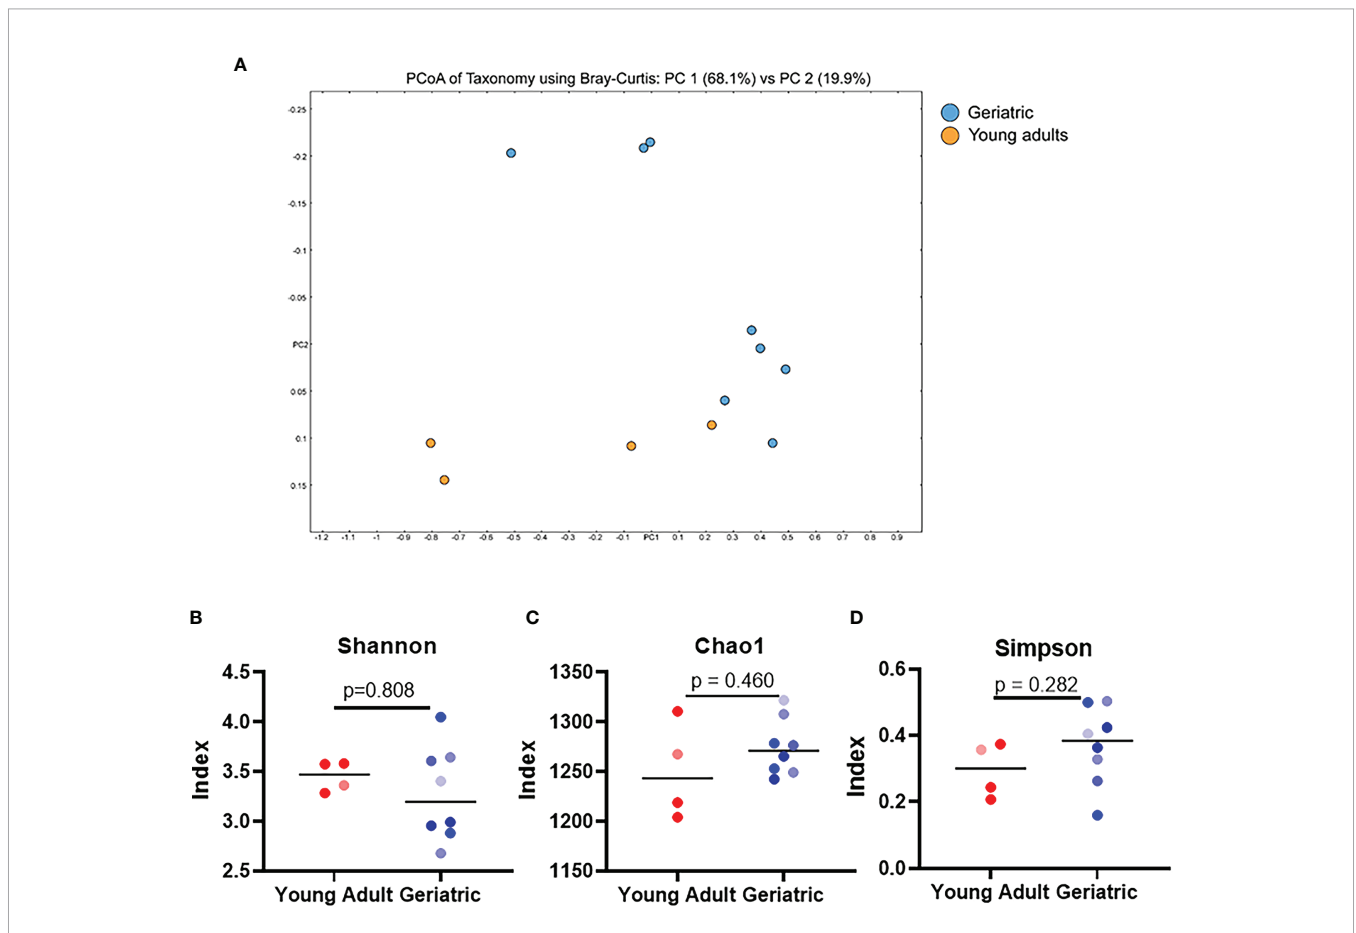 A
PCoA of Taxonomy using Bray-Curtis: PC 1 (68.1%) vs PC 2 (19.9%)
Geriatric
Young adults
-0.25
-0.2
-0.15
-0.1
-0.05
PC2
0.05
0.1
0.15
-1.2 -1.1 -1 -0.9 -0.8 -0.7 -0.6 -0.5 -0.4 -0.3 -0.2 -0.1 PC1 0.1 0.2 0.3 0.4 0.5 0.6 0.7 0.8 0.9
B
Shannon
4.5
4.0
3.5
3.0
2.5
Index
p=0.808
Young Adult Geriatric
C
Chao1
1350
1300
1250
1200
1150
Index
p = 0.460
Young Adult Geriatric
D
Simpson
0.6
0.4
0.2
0.0
Index
p = 0.282
Young Adult Geriatric